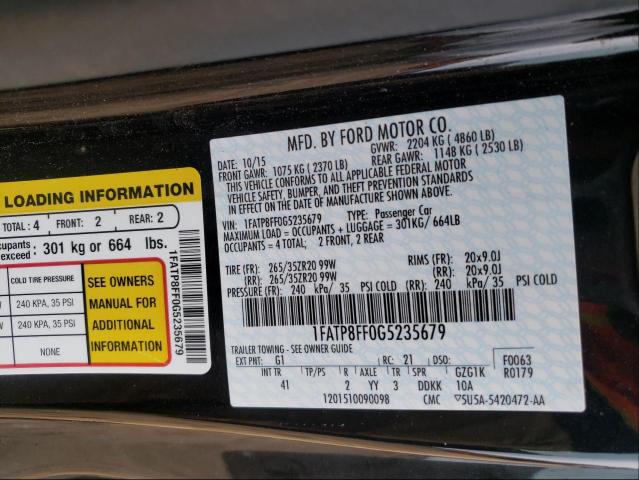 LOADING INFORMATION
TOTAL: 4 FRONT: 2 REAR: 2
301 kg or 664 lbs.
COLD TIRE PRESSURE
240 KPA, 35 PSI
240 KPA, 35 PSI
NONE
SEE OWNERS
MANUAL FOR
ADDITIONAL
INFORMATION
1FATP8FF0G5235679
MFD. BY FORD MOTOR CO.
10/15 GVWR: 2204 KG ( 4860 LB)
FRONT GAWR: 1075 KG ( 2370 LB) REAR GAWR: 1148 KG ( 2530 LB)
THIS VEHICLE CONFORMS TO ALL APPLICABLE FEDERAL MOTOR
VEHICLE SAFETY, BUMPER, AND THEFT PREVENTION STANDARDS
IN EFFECT ON THE DATE OF MANUFACTURE SHOWN ABOVE.
VIN: 1FATP8FF0G5235679 TYPE: Passenger Car
MAXIMUM LOAD = OCCUPANTS + LUGGAGE = 301KG/ 664LB
OCCUPANTS = 4 TOTAL; 2 FRONT, 2 REAR
TIRE (FR): 265/35ZR20 99W RIMS (FR): 20x9.0J
(RR): 265/35ZR20 99W (RR): 20x9.0J
PRESSURE (FR): 240 kPa/ 35 PSI COLD (RR): 240 kPa/ 35 PSI COLD
1FATP8FF0G5235679
TRAILER TOWING - SEE OWNER GUIDE
EXT PNT: G1 RC: 21 DSO: F0063
INT TR TP/PS R AXLE TR SPR GZG1K R0179
41 2 YY 3 DDKK 10A
1201510090098 CMC ▽5U5A-5420472-AA